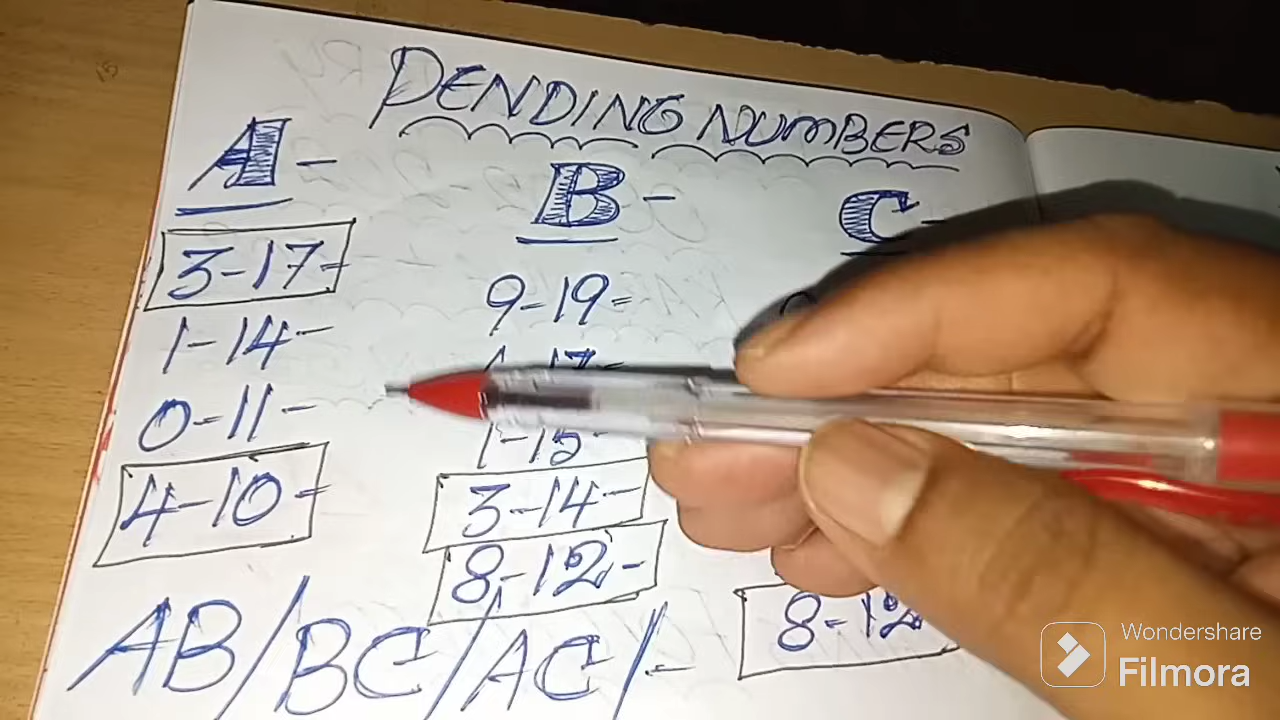 PENDING NUMBERS
A-
3-17-
1-14-
0-11-
4-10-
B-
9-19-
1-15-
3-14-
8-12-
C-
8-12
AB/BC/AC/-
Wondershare
Filmora